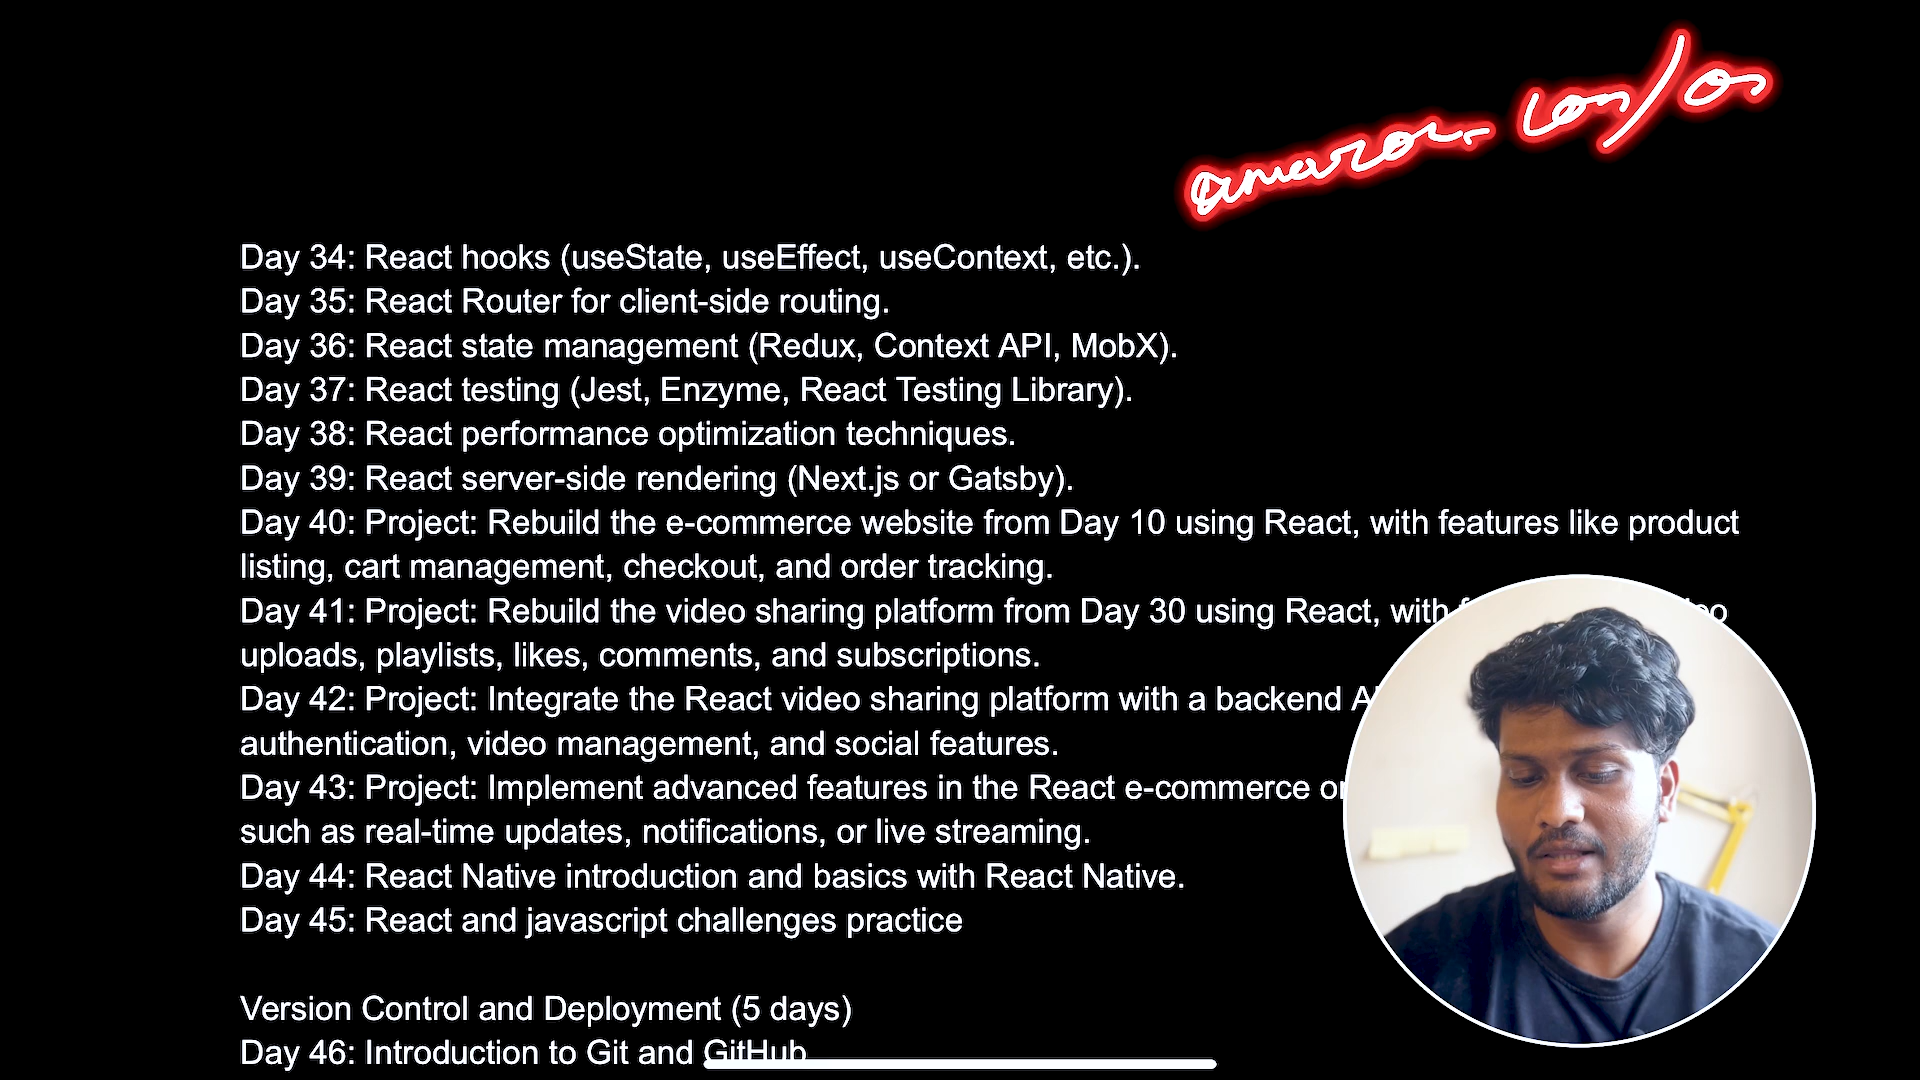 amazon.com/os
Day 34: React hooks (useState, useEffect, useContext, etc.).
Day 35: React Router for client-side routing.
Day 36: React state management (Redux, Context API, MobX).
Day 37: React testing (Jest, Enzyme, React Testing Library).
Day 38: React performance optimization techniques.
Day 39: React server-side rendering (Next.js or Gatsby).
Day 40: Project: Rebuild the e-commerce website from Day 10 using React, with features like product
listing, cart management, checkout, and order tracking.
Day 41: Project: Rebuild the video sharing platform from Day 30 using React, with
uploads, playlists, likes, comments, and subscriptions.
Day 42: Project: Integrate the React video sharing platform with a backend
authentication, video management, and social features.
Day 43: Project: Implement advanced features in the React e-commerce or
such as real-time updates, notifications, or live streaming.
Day 44: React Native introduction and basics with React Native.
Day 45: React and javascript challenges practice
Version Control and Deployment (5 days)
Day 46: Introduction to Git and GitHub